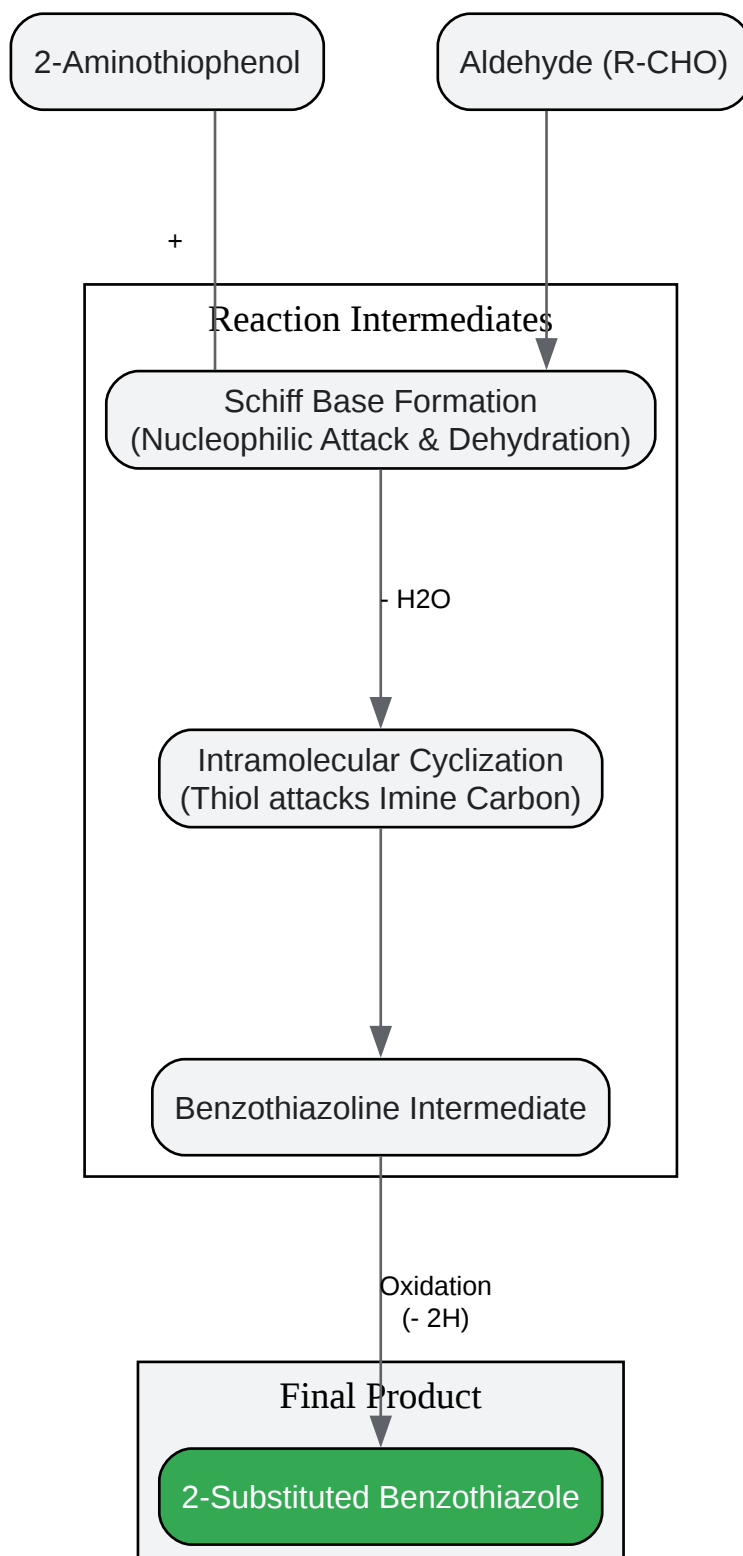 2-Aminothiophenol
Aldehyde (R-CHO)
+
Reaction Intermediates
Schiff Base Formation
(Nucleophilic Attack & Dehydration)
- H2O
Intramolecular Cyclization
(Thiol attacks Imine Carbon)
Benzothiazoline Intermediate
Oxidation
(- 2H)
Final Product
2-Substituted Benzothiazole